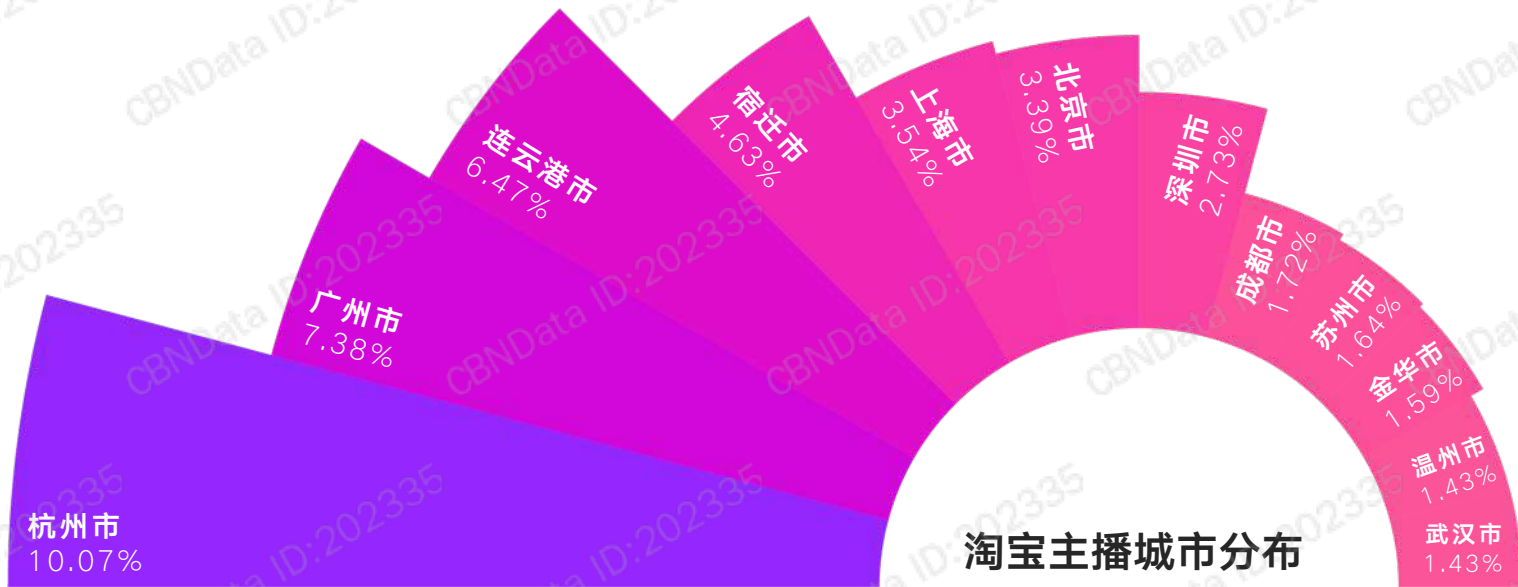 杭州市
10.07%
广州市
7.38%
连云港市
6.47%
宿迁市
4.63%
上海市
3.54%
北京市
3.39%
深圳市
2.73%
成都市
1.72%
苏州市
1.64%
金华市
1.59%
温州市
1.43%
武汉市
1.43%
淘宝主播城市分布
CBNData ID:202335